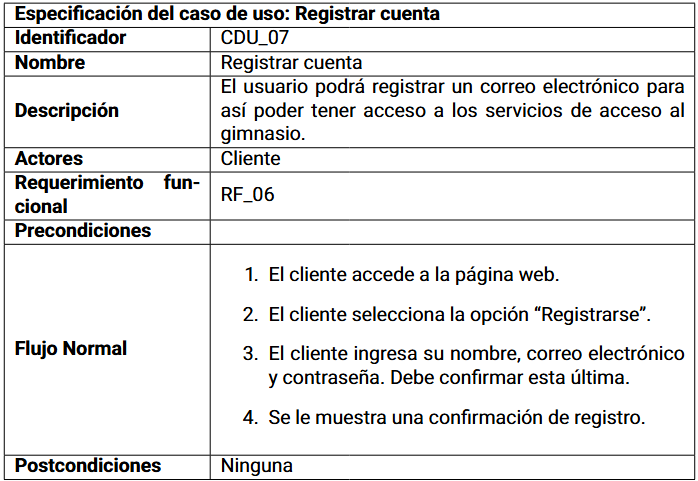 Especificación del caso de uso: Registrar cuenta
Identificador CDU_07
Nombre Registrar cuenta
Descripción El usuario podrá registrar un correo electrónico para
así poder tener acceso a los servicios de acceso al
gimnasio.
Actores Cliente
Requerimiento fun-
cional RF_06
Precondiciones
Flujo Normal
1. El cliente accede a la página web.
2. El cliente selecciona la opción “Registrarse”.
3. El cliente ingresa su nombre, correo electrónico
y contraseña. Debe confirmar esta última.
4. Se le muestra una confirmación de registro.
Postcondiciones Ninguna